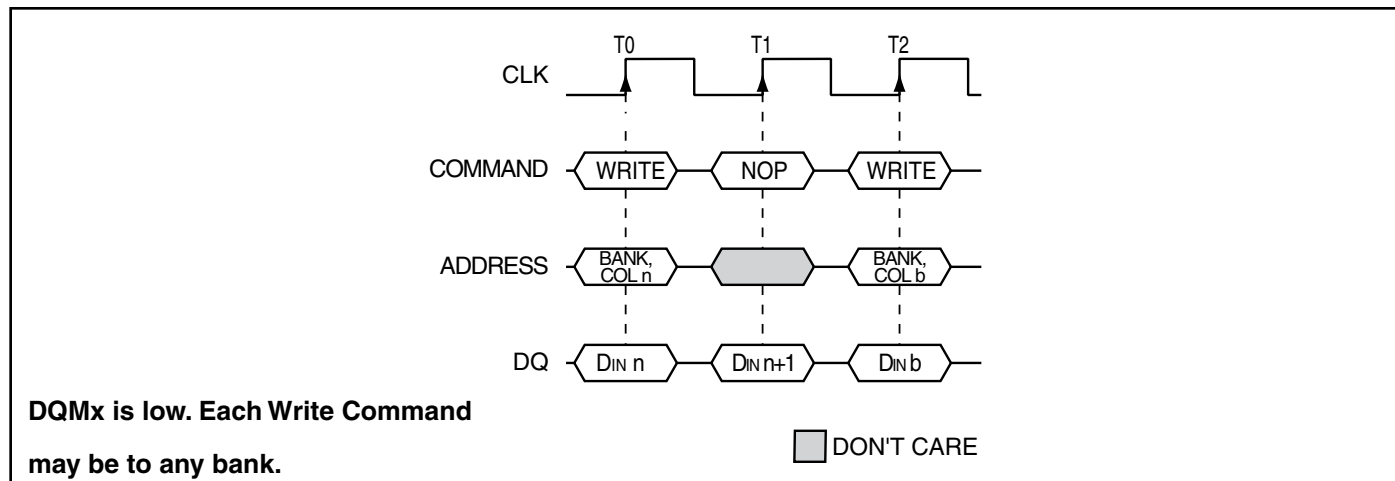 T0 T1 T2
CLK
COMMAND WRITE NOP WRITE
ADDRESS BANK, COL n BANK, COL b
DQ DIN n DIN n+1 DIN b
DQMx is low. Each Write Command
may be to any bank.
DON'T CARE